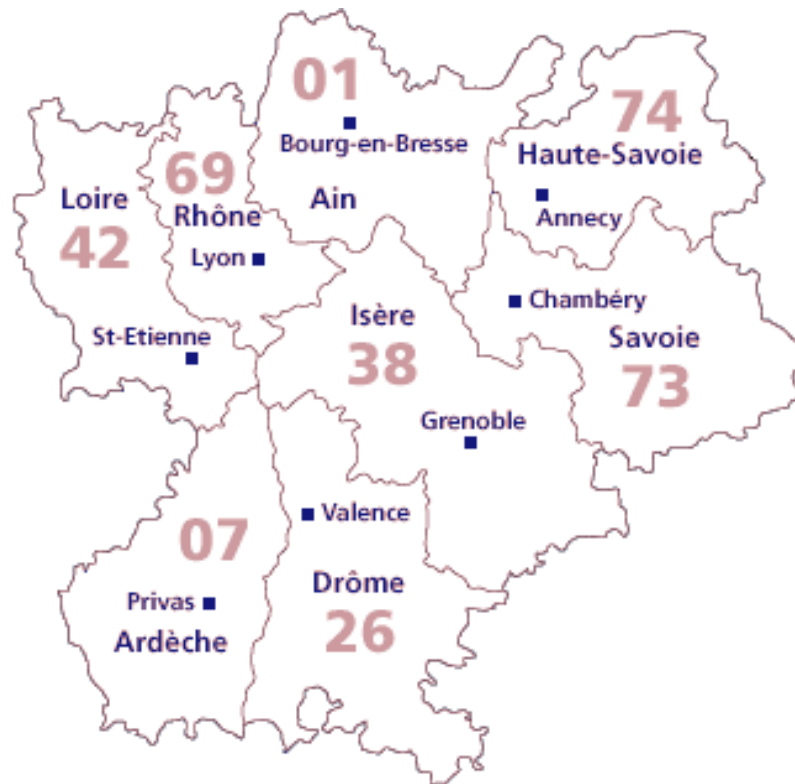 01
Bourg-en-Bresse
Ain
74
Haute-Savoie
Annecy
69
Rhône
Lyon
Loire
42
St-Etienne
Isère
38
Grenoble
Chambéry
Savoie
73
07
Privas
Ardèche
Valence
Drôme
26